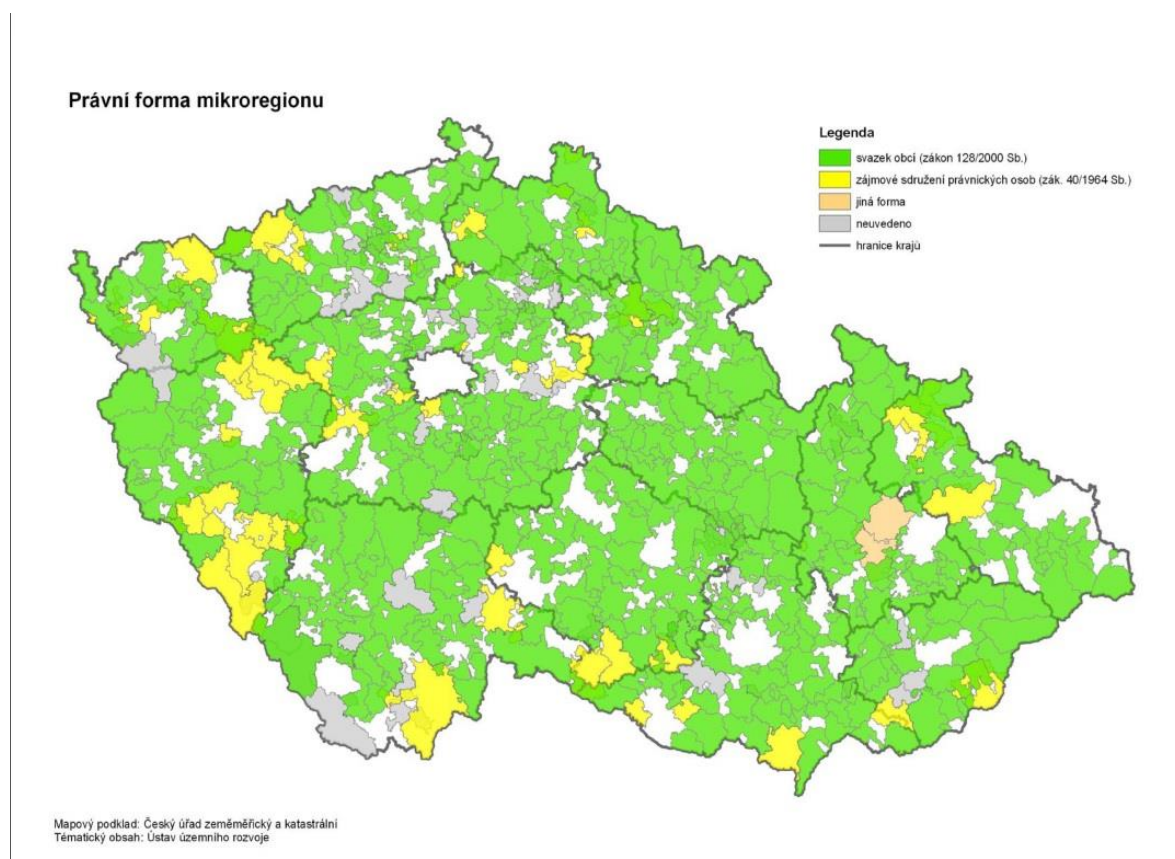 Právní forma mikroregionu
Legenda
svazek obcí (zákon 128/2000 Sb.)
zájmové sdružení právnických osob (zák. 40/1964 Sb.)
jiná forma
neuvedeno
hranice krajů
Mapový podklad: Český úřad zeměměřický a katastrální
Tématický obsah: Ústav územního rozvoje